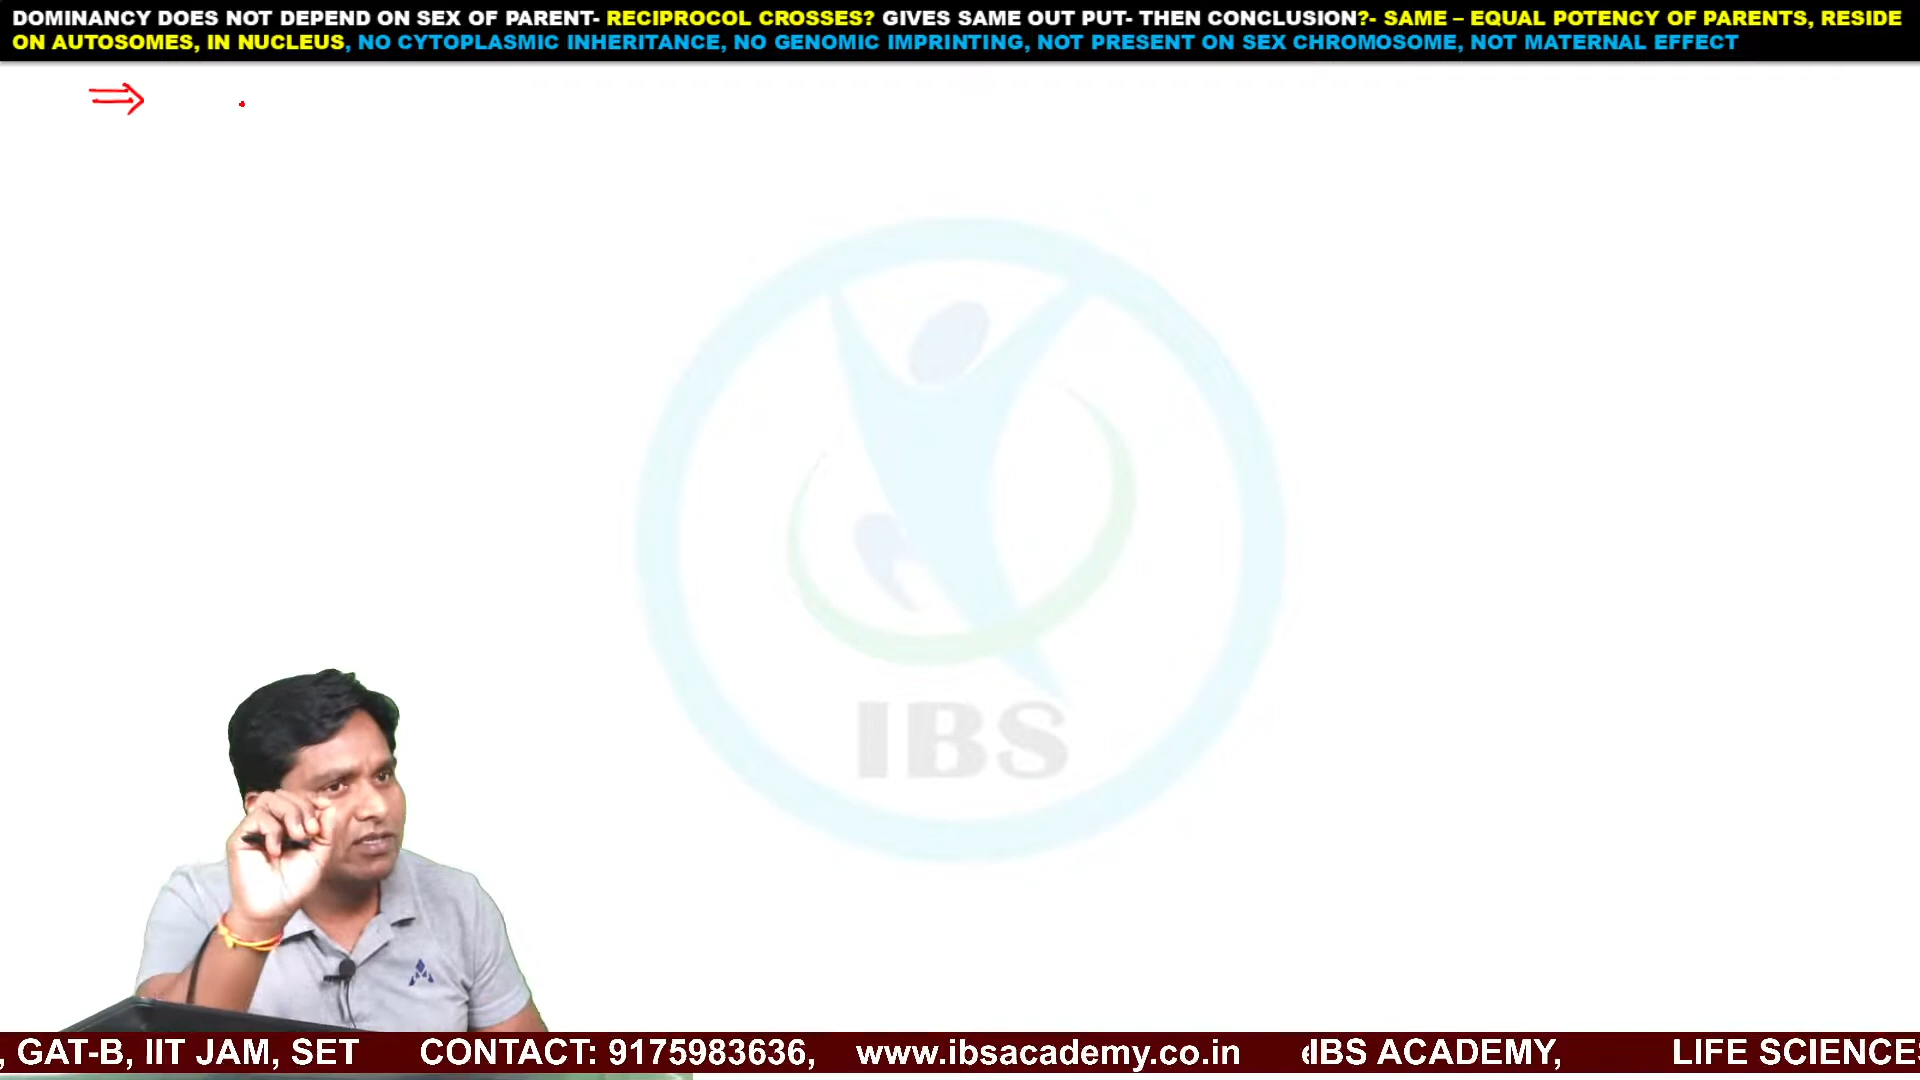 DOMINANCY DOES NOT DEPEND ON SEX OF PARENT- RECIPROCOL CROSSES? GIVES SAME OUT PUT- THEN CONCLUSION?- SAME – EQUAL POTENCY OF PARENTS, RESIDE
ON AUTOSOMES, IN NUCLEUS, NO CYTOPLASMIC INHERITANCE, NO GENOMIC IMPRINTING, NOT PRESENT ON SEX CHROMOSOME, NOT MATERNAL EFFECT
IBS
, GAT-B, IIT JAM, SET CONTACT: 9175983636, www.ibsacademy.co.in IBS ACADEMY, LIFE SCIENCES